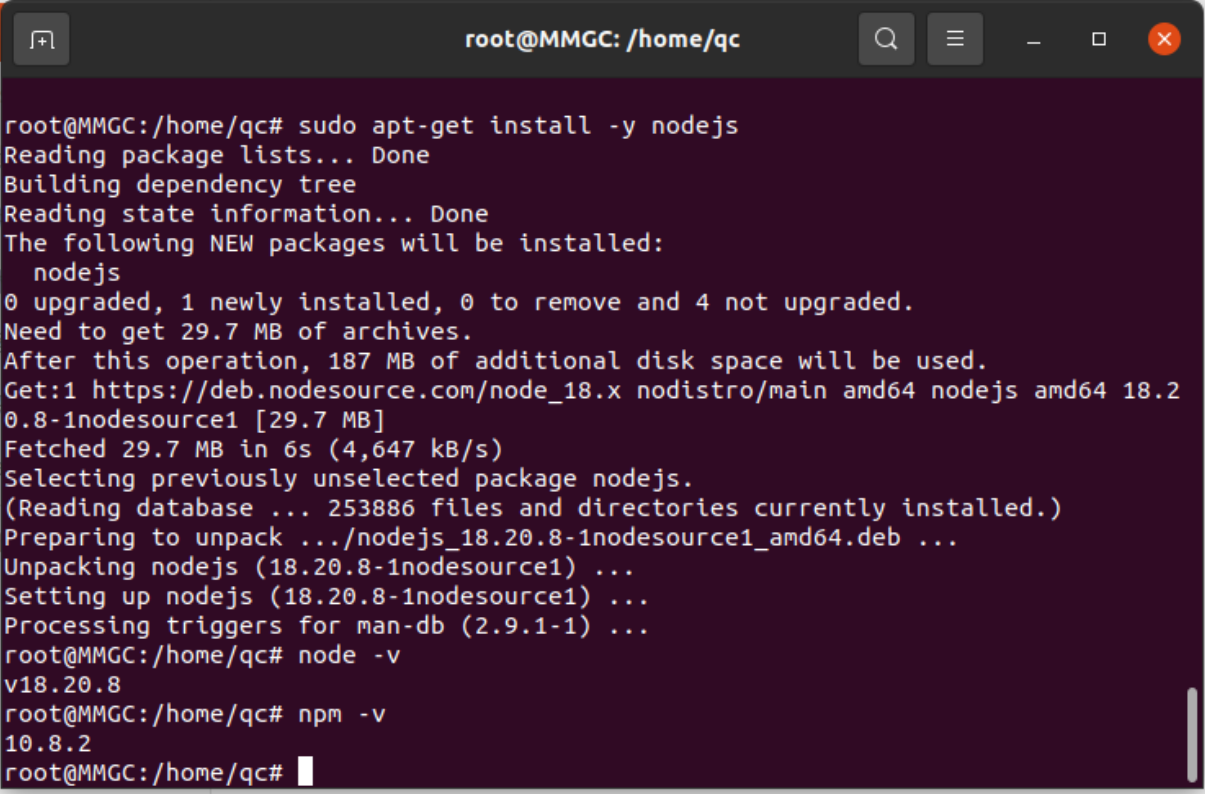 root@MMGC: /home/qc
root@MMGC:/home/qc# sudo apt-get install -y nodejs
Reading package lists... Done
Building dependency tree
Reading state information... Done
The following NEW packages will be installed:
  nodejs
0 upgraded, 1 newly installed, 0 to remove and 4 not upgraded.
Need to get 29.7 MB of archives.
After this operation, 187 MB of additional disk space will be used.
Get:1 https://deb.nodesource.com/node_18.x nodistro/main amd64 nodejs amd64 18.2
0.8-1nodesource1 [29.7 MB]
Fetched 29.7 MB in 6s (4,647 kB/s)
Selecting previously unselected package nodejs.
(Reading database ... 253886 files and directories currently installed.)
Preparing to unpack .../nodejs_18.20.8-1nodesource1_amd64.deb ...
Unpacking nodejs (18.20.8-1nodesource1) ...
Setting up nodejs (18.20.8-1nodesource1) ...
Processing triggers for man-db (2.9.1-1) ...
root@MMGC:/home/qc# node -v
v18.20.8
root@MMGC:/home/qc# npm -v
10.8.2
root@MMGC:/home/qc#